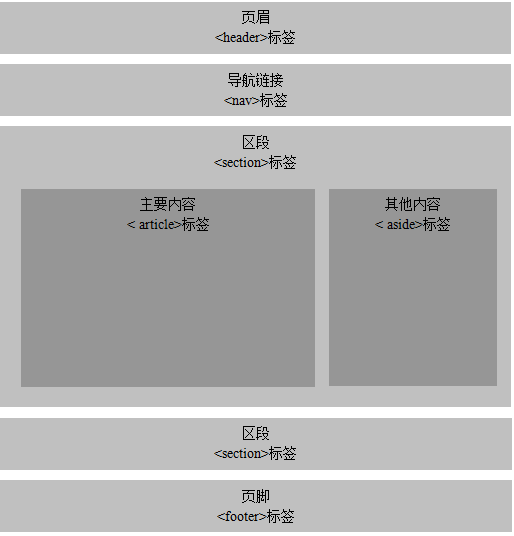 页眉
<header>标签
导航链接
<nav>标签
区段
<section>标签
主要内容
< article>标签
其他内容
< aside>标签
区段
<section>标签
页脚
<footer>标签